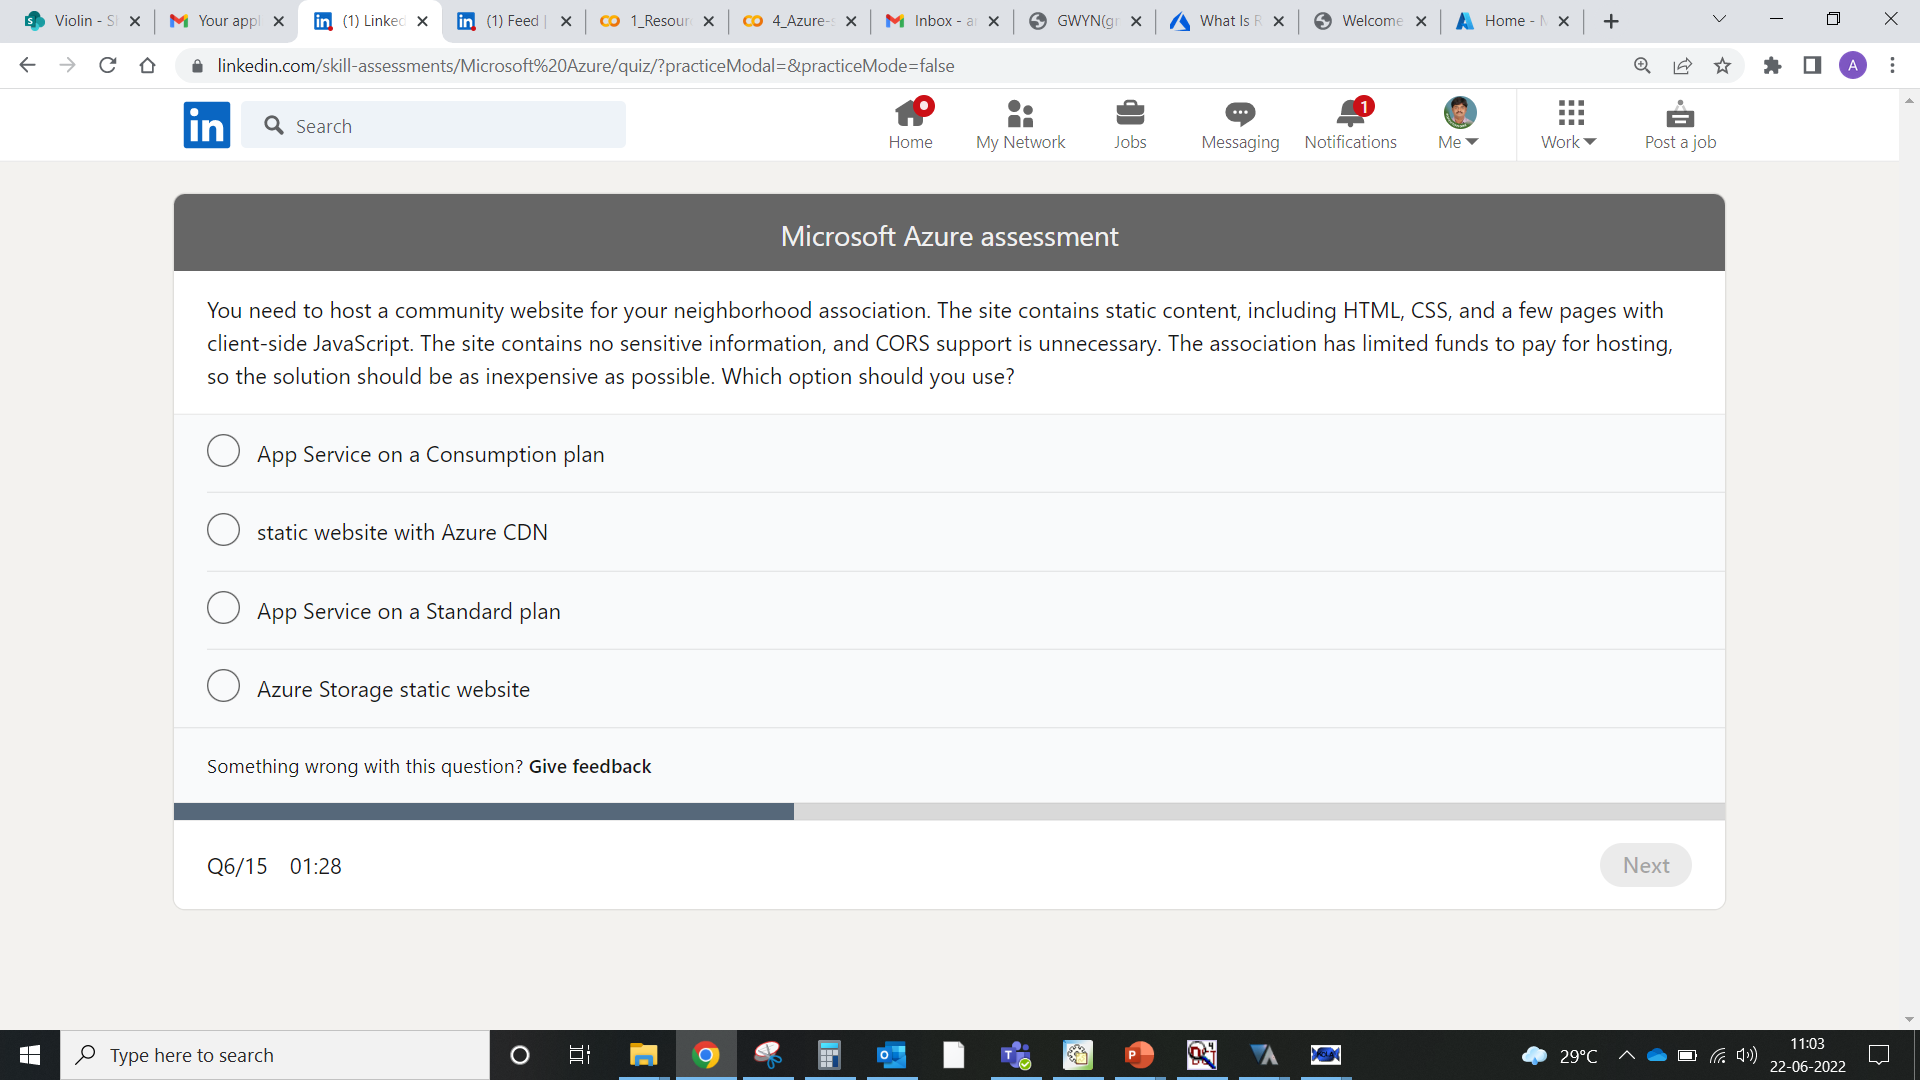 Violin - S
Your appl
(1) Linked
(1) Feed |
1_Resour
4_Azure-s
Inbox - a
GWYN(gr
What Is R
Welcome
Home - M
linkedin.com/skill-assessments/Microsoft%20Azure/quiz/?practiceModal=&practiceMode=false
A
in
Search
Home
My Network
Jobs
Messaging
1
Notifications
Me
Work
Post a job
Microsoft Azure assessment
You need to host a community website for your neighborhood association. The site contains static content, including HTML, CSS, and a few pages with
client-side JavaScript. The site contains no sensitive information, and CORS support is unnecessary. The association has limited funds to pay for hosting,
so the solution should be as inexpensive as possible. Which option should you use?
App Service on a Consumption plan
static website with Azure CDN
App Service on a Standard plan
Azure Storage static website
Something wrong with this question? Give feedback
Q6/15 01:28
Next
Type here to search
29°C
11:03
22-06-2022